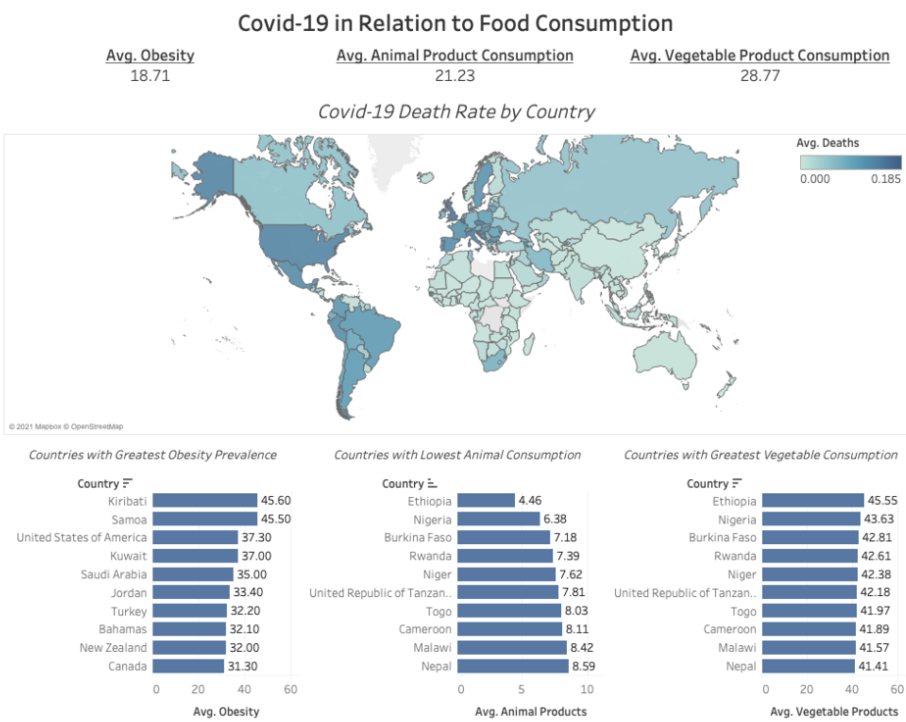 Covid-19 in Relation to Food Consumption
Avg. Obesity
18.71
Avg. Animal Product Consumption
21.23
Avg. Vegetable Product Consumption
28.77
Covid-19 Death Rate by Country
Avg. Deaths
0.000 0.185
© 2021 Mapbox © OpenStreetMap
Countries with Greatest Obesity Prevalence
Country
Kiribati 45.60
Samoa 45.50
United States of America 37.30
Kuwait 37.00
Saudi Arabia 35.00
Jordan 33.40
Turkey 32.20
Bahamas 32.10
New Zealand 32.00
Canada 31.30
0 20 40 60
Avg. Obesity
Countries with Lowest Animal Consumption
Country
Ethiopia 4.46
Nigeria 6.38
Burkina Faso 7.18
Rwanda 7.39
Niger 7.62
United Republic of Tanzan.. 7.81
Togo 8.03
Cameroon 8.11
Malawi 8.42
Nepal 8.59
0 5 10
Avg. Animal Products
Countries with Greatest Vegetable Consumption
Country
Ethiopia 45.55
Nigeria 43.63
Burkina Faso 42.81
Rwanda 42.61
Niger 42.38
United Republic of Tanzan.. 42.18
Togo 41.97
Cameroon 41.89
Malawi 41.57
Nepal 41.41
0 20 40 60
Avg. Vegetable Products